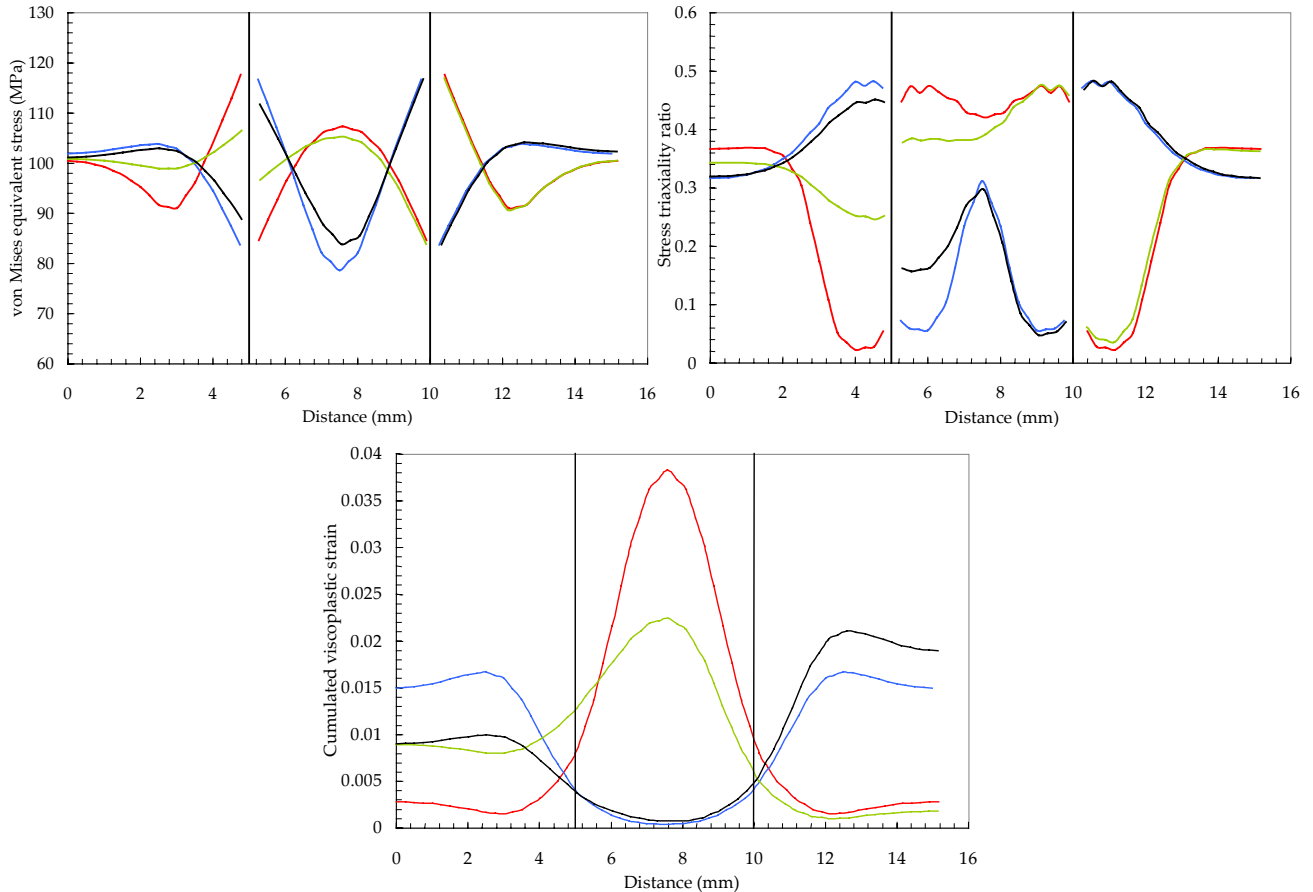 von Mises equivalent stress (MPa)
130
120
110
100
90
80
70
60
0 2 4 6 8 10 12 14 16
Distance (mm)
Stress triaxiality ratio
0.6
0.5
0.4
0.3
0.2
0.1
0
0 2 4 6 8 10 12 14 16
Distance (mm)
Cumulated viscoplastic strain
0.04
0.035
0.03
0.025
0.02
0.015
0.01
0.005
0
0 2 4 6 8 10 12 14 16
Distance (mm)